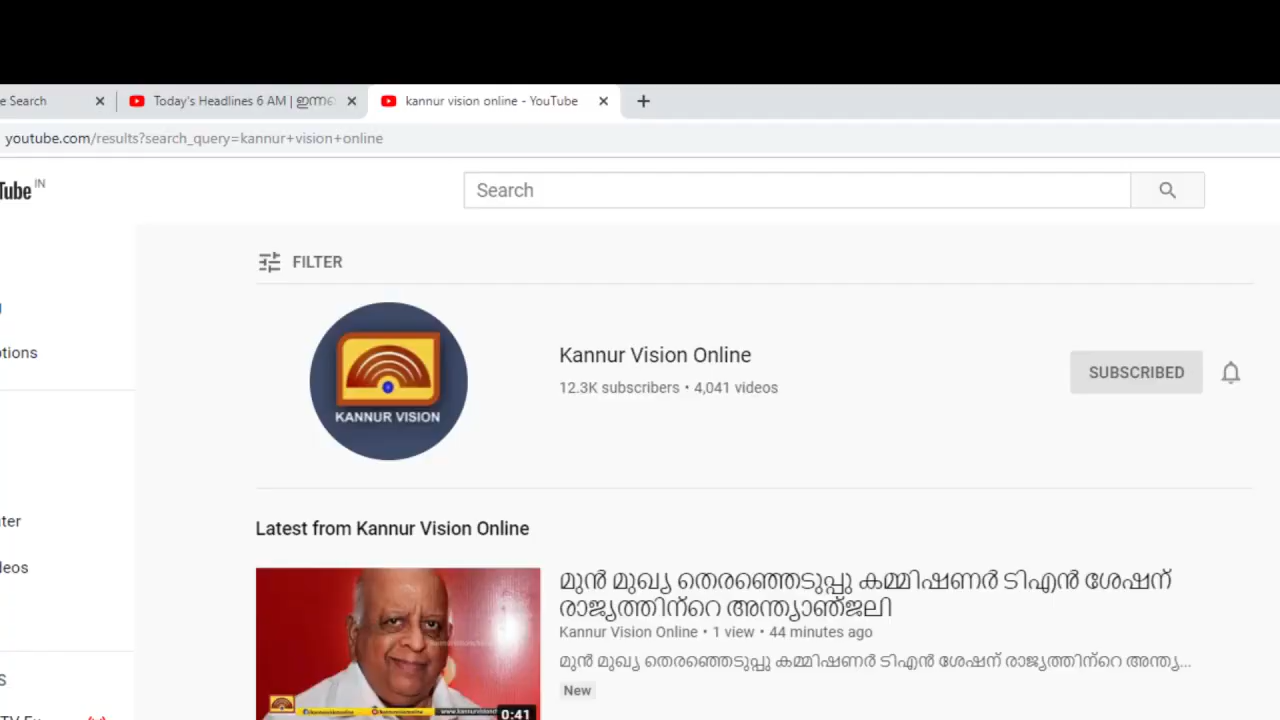 e Search
Today's Headlines 6 AM | ഇന്നത
kannur vision online - YouTube
youtube.com/results?search_query=kannur+vision+online
Tube IN
Search
FILTER
KANNUR VISION
Kannur Vision Online
12.3K subscribers • 4,041 videos
SUBSCRIBED
otions
ter
leos
Latest from Kannur Vision Online
മുൻ മുഖ്യ തെരഞ്ഞെടുപ്പു കമ്മിഷണർ ടിഎൻ ശേഷന്
രാജ്യത്തിന്റെ അന്ത്യാഞ്ജലി
Kannur Vision Online • 1 view • 44 minutes ago
മുൻ മുഖ്യ തെരഞ്ഞെടുപ്പു കമ്മിഷണർ ടിഎൻ ശേഷന് രാജ്യത്തിന്റെ അന്ത്യ...
New
S
0:41